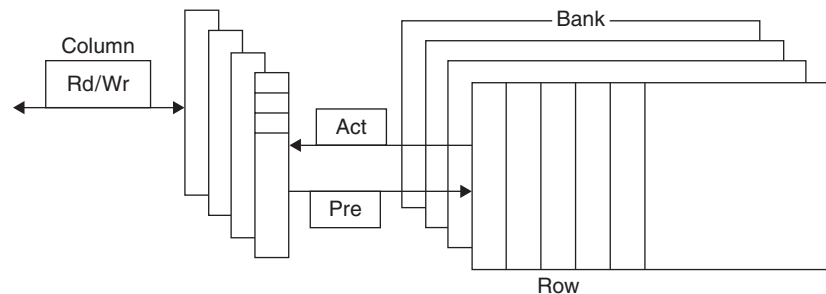 Column
Rd/Wr
Bank
Act
Pre
Row